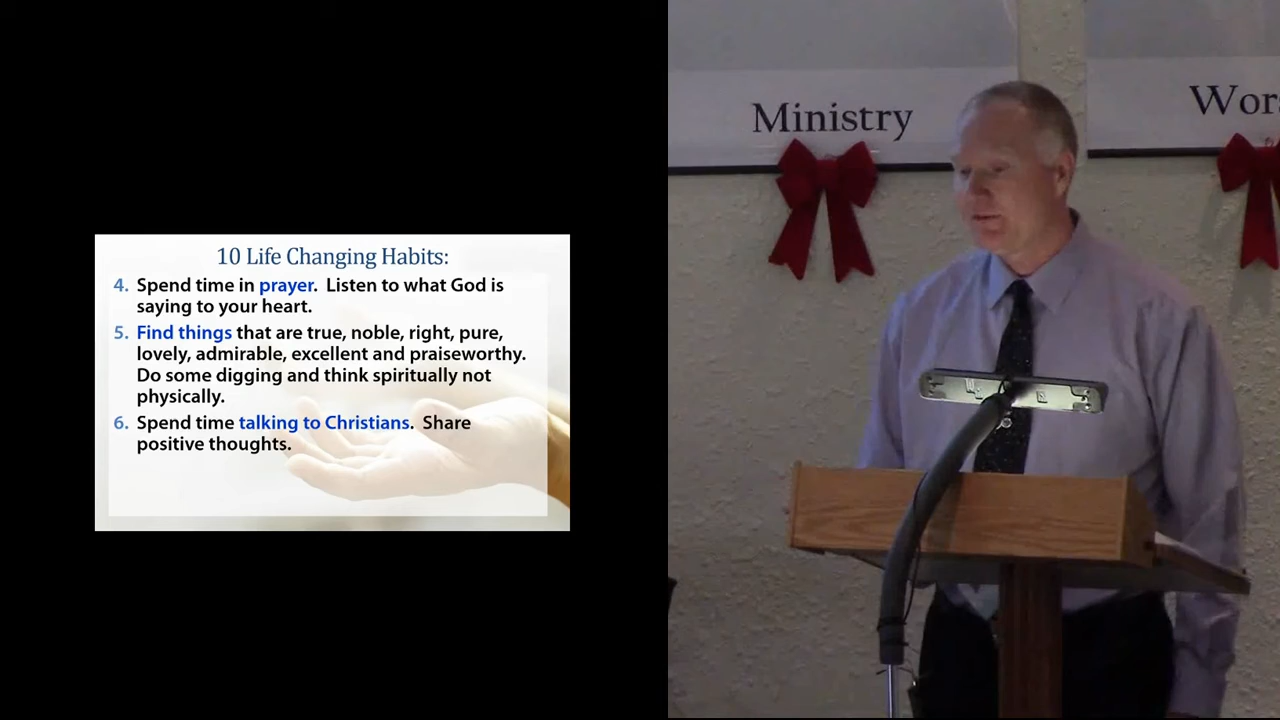 10 Life Changing Habits:
4. Spend time in prayer. Listen to what God is
saying to your heart.
5. Find things that are true, noble, right, pure,
lovely, admirable, excellent and praiseworthy.
Do some digging and think spiritually not
physically.
6. Spend time talking to Christians. Share
positive thoughts.
Ministry